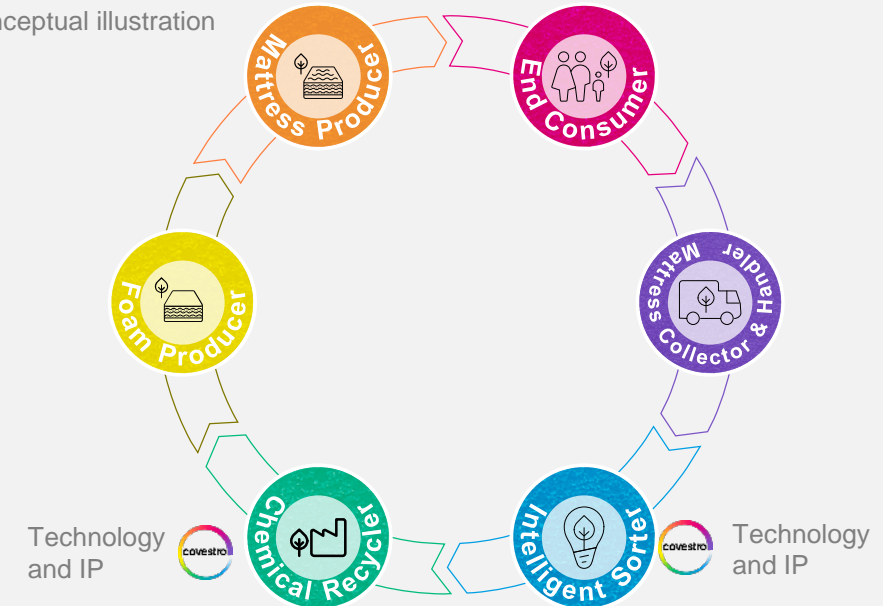 nceptual illustration
Mattress Producer
End Consumer
Mattress Collector & Handler
Intelligent Sorter
Chemical Recycler
Foam Producer
Technology
and IP
covestro
covestro
Technology
and IP